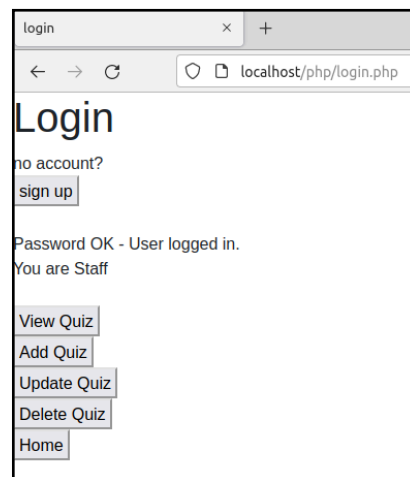 login
localhost/php/login.php
Login
no account?
sign up
Password OK - User logged in.
You are Staff
View Quiz
Add Quiz
Update Quiz
Delete Quiz
Home